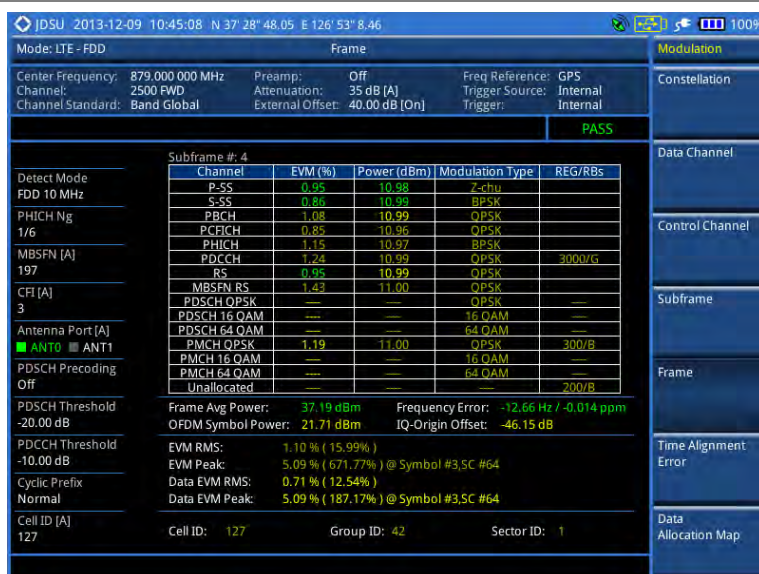 JDSU 2013-12-09 10:45:08 N 37' 28" 48.05 E 126' 53" 8.46 100%
Mode: LTE - FDD Frame Modulation
Center Frequency: 879.000 000 MHz Preamp: Off Freq Reference: GPS
Channel: 2500 FWD Attenuation: 35 dB [A] Trigger Source: Internal
Channel Standard: Band Global External Offset: 40.00 dB [On] Trigger: Internal
PASS
Detect Mode
FDD 10 MHz
PHICH Ng
1/6
MBSFN [A]
197
CFI [A]
3
Antenna Port [A]
ANT0 ANT1
PDSCH Precoding
Off
PDSCH Threshold
-20.00 dB
PDCCH Threshold
-10.00 dB
Cyclic Prefix
Normal
Cell ID [A]
127
Subframe #: 4
Channel EVM (%) Power (dBm) Modulation Type REG/RBs
P-SS 0.95 10.98 Z-chu
S-SS 0.86 10.99 BPSK
PBCH 1.08 10.99 QPSK
PCFICH 0.85 10.96 QPSK
PHICH 1.15 10.97 BPSK
PDCCH 1.24 10.99 QPSK 3000/G
RS 0.95 10.99 QPSK
MBSFN RS 1.43 11.00 QPSK
PDSCH QPSK ---- ---- QPSK ----
PDSCH 16 QAM ---- ---- 16 QAM ----
PDSCH 64 QAM ---- ---- 64 QAM ----
PMCH QPSK 1.19 11.00 QPSK 300/B
PMCH 16 QAM ---- ---- 16 QAM ----
PMCH 64 QAM ---- ---- 64 QAM ----
Unallocated ---- ---- ---- 200/B
Frame Avg Power: 37.19 dBm Frequency Error: -12.66 Hz / -0.014 ppm
OFDM Symbol Power: 21.71 dBm IQ-Origin Offset: -46.15 dB
EVM RMS: 1.10 % ( 15.99% )
EVM Peak: 5.09 % ( 671.77% ) @ Symbol #3,SC #64
Data EVM RMS: 0.71 % ( 12.54% )
Data EVM Peak: 5.09 % ( 187.17% ) @ Symbol #3,SC #64
Cell ID: 127 Group ID: 42 Sector ID: 1
Constellation
Data Channel
Control Channel
Subframe
Frame
Time Alignment
Error
Data
Allocation Map